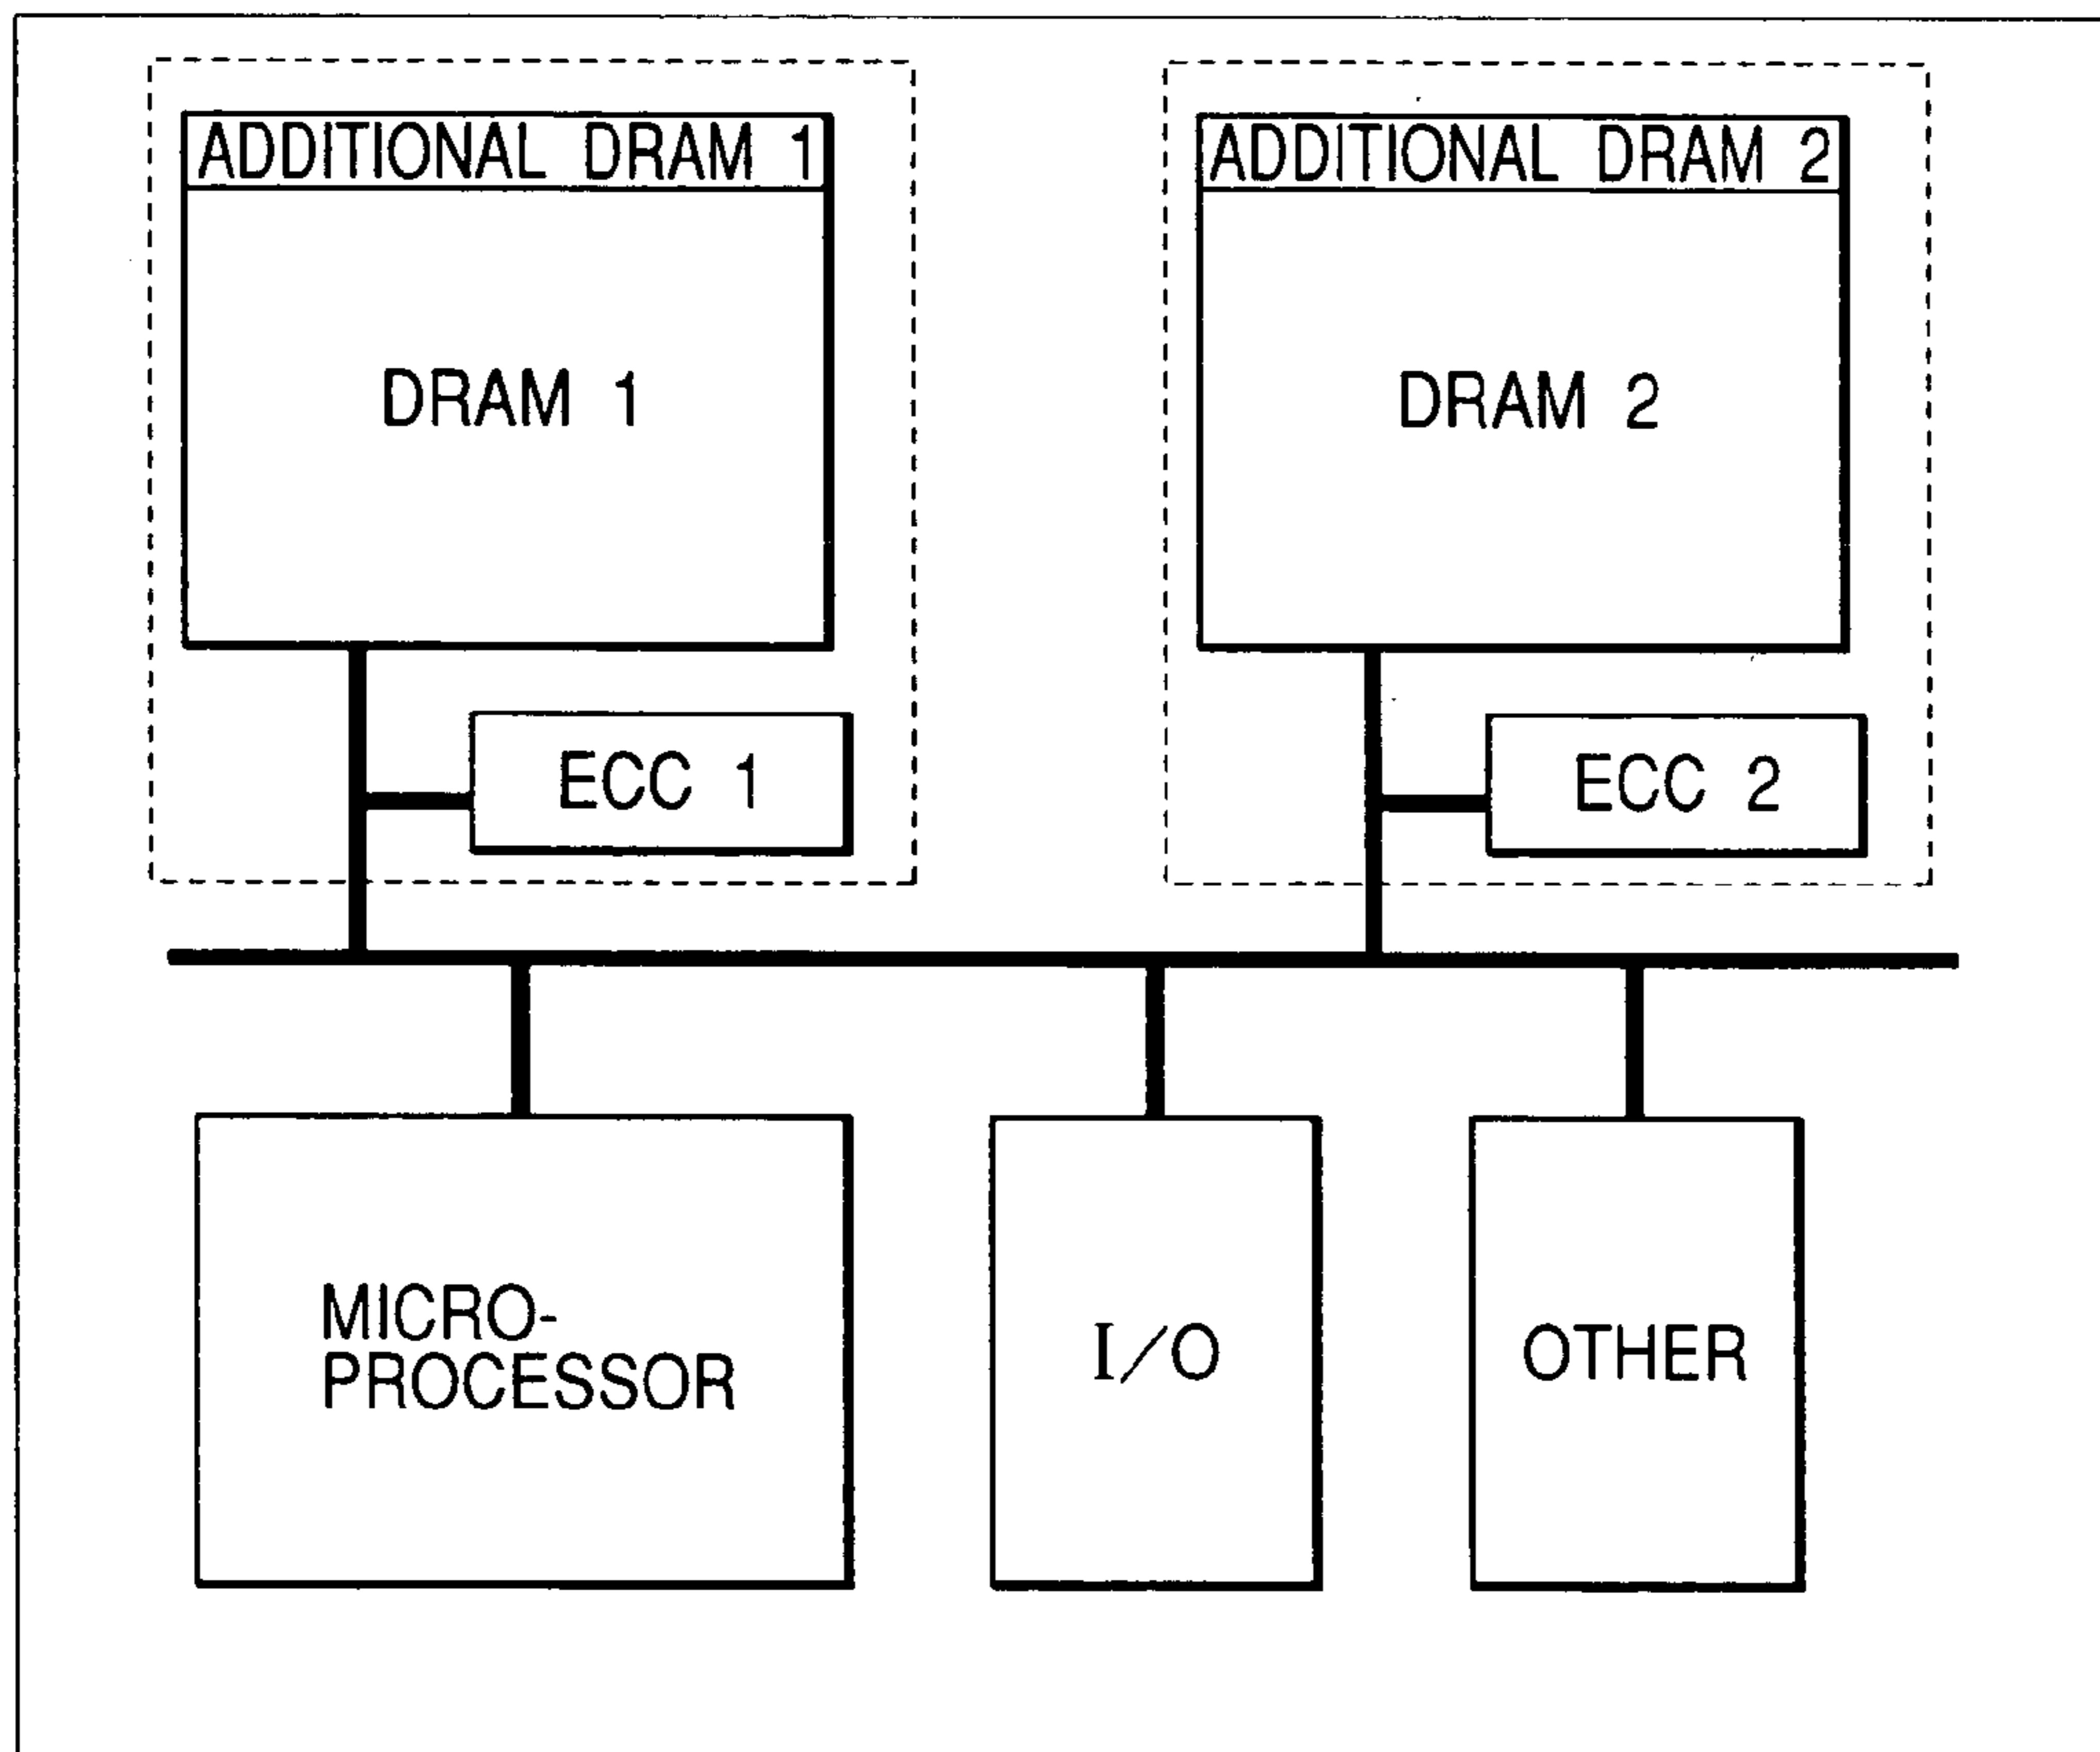 ADDITIONAL DRAM 1
DRAM 1
ECC 1
ADDITIONAL DRAM 2
DRAM 2
ECC 2
MICRO-
PROCESSOR
I/O
OTHER